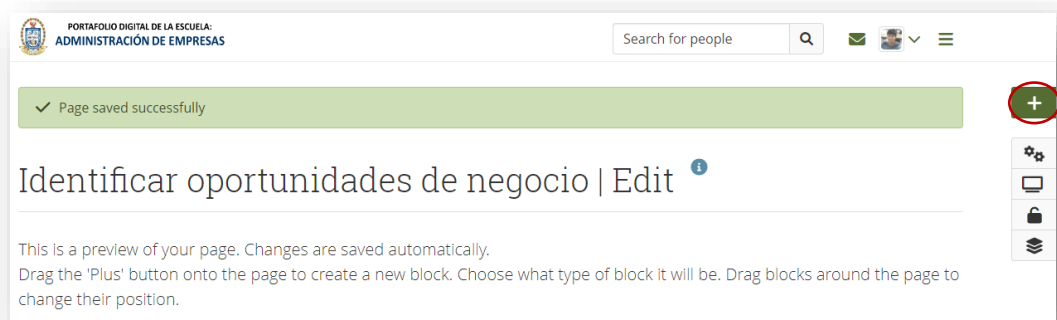 PORTAFOLIO DIGITAL DE LA ESCUELA:
ADMINISTRACIÓN DE EMPRESAS
Search for people
Page saved successfully
Identificar oportunidades de negocio | Edit
This is a preview of your page. Changes are saved automatically.
Drag the 'Plus' button onto the page to create a new block. Choose what type of block it will be. Drag blocks around the page to
change their position.